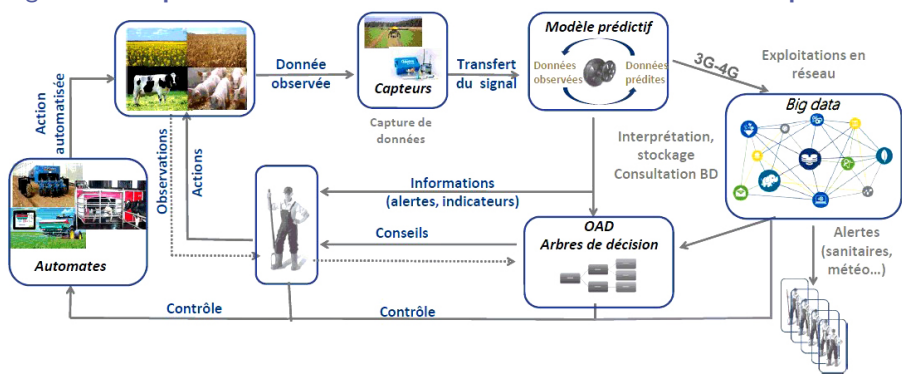 Donnée
observée
Capteurs
Capture de
données
Transfert
du signal
Modèle prédictif
Données
observées
Données
prédites
3G-4G
Exploitations en
réseau
Big data
Interprétation,
stockage
Consultation BD
Action
automatisée
Observations
Actions
Automates
Informations
(alertes, indicateurs)
Conseils
OAD
Arbres de décision
Alertes
(sanitaires,
météo...)
Contrôle
Contrôle